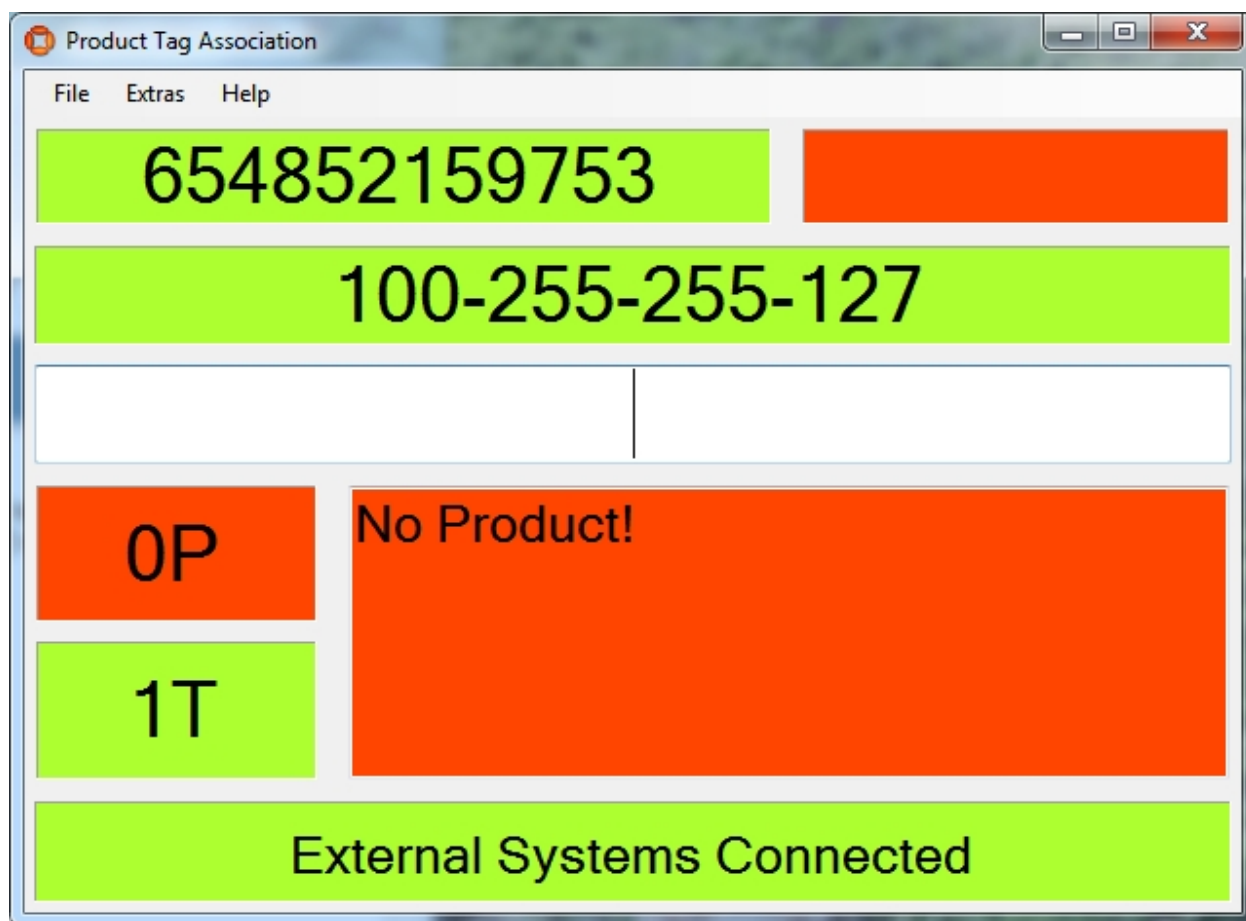 Product Tag Association
File Extras Help
654852159753
100-255-255-127
0P
No Product!
1T
External Systems Connected